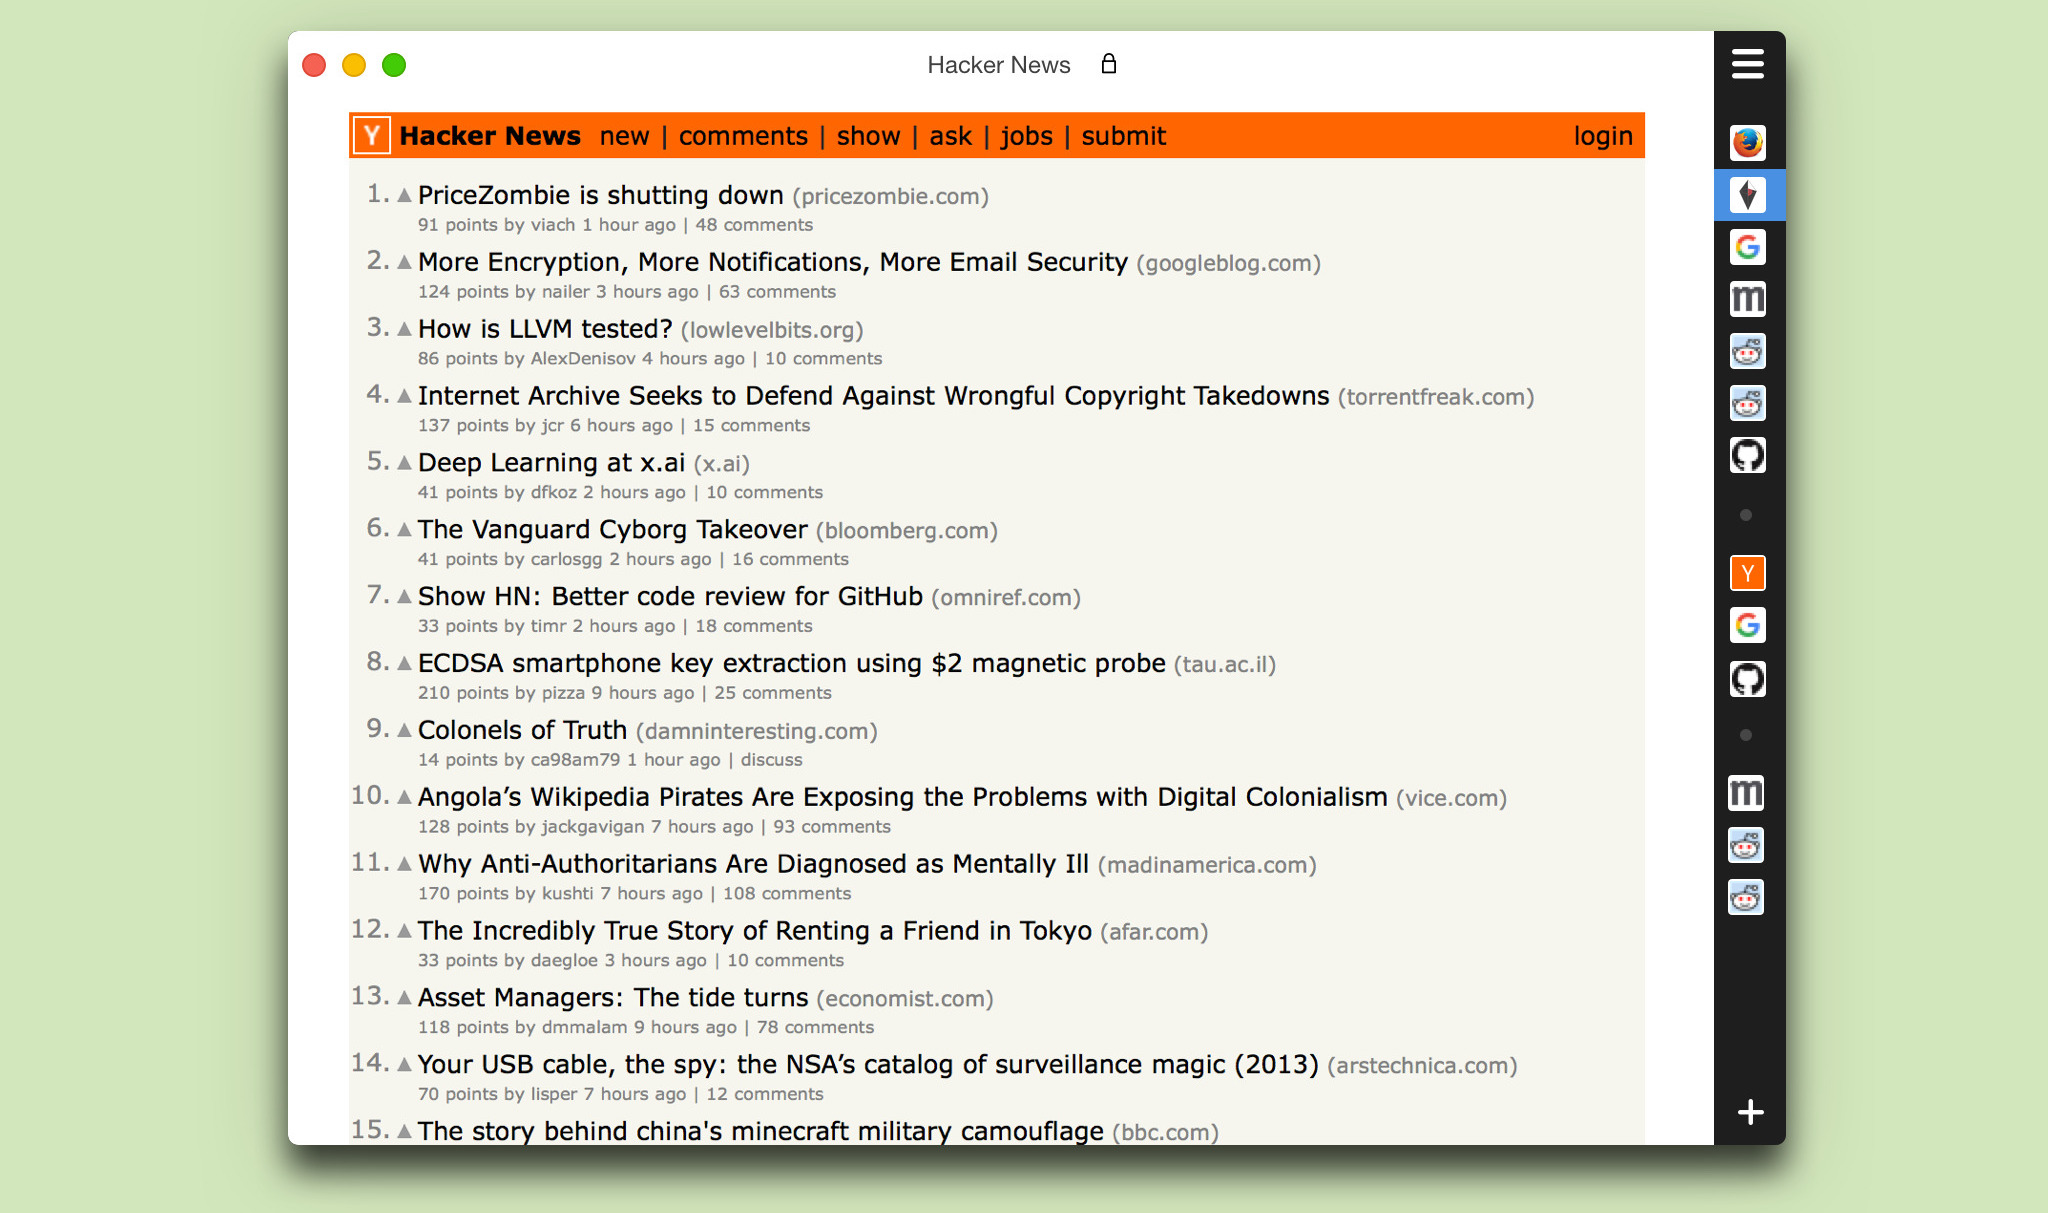 Hacker News
Y Hacker News new | comments | show | ask | jobs | submit login
1. PriceZombie is shutting down (pricezombie.com)
91 points by viach 1 hour ago | 48 comments
2. More Encryption, More Notifications, More Email Security (googleblog.com)
124 points by nailer 3 hours ago | 63 comments
3. How is LLVM tested? (lowlevelbits.org)
86 points by AlexDenisov 4 hours ago | 10 comments
4. Internet Archive Seeks to Defend Against Wrongful Copyright Takedowns (torrentfreak.com)
137 points by jcr 6 hours ago | 15 comments
5. Deep Learning at x.ai (x.ai)
41 points by dfkoz 2 hours ago | 10 comments
6. The Vanguard Cyborg Takeover (bloomberg.com)
41 points by carlosgg 2 hours ago | 16 comments
7. Show HN: Better code review for GitHub (omniref.com)
33 points by timr 2 hours ago | 18 comments
8. ECDSA smartphone key extraction using $2 magnetic probe (tau.ac.il)
210 points by pizza 9 hours ago | 25 comments
9. Colonels of Truth (damninteresting.com)
14 points by ca98am79 1 hour ago | discuss
10. Angola’s Wikipedia Pirates Are Exposing the Problems with Digital Colonialism (vice.com)
128 points by jackgavigan 7 hours ago | 93 comments
11. Why Anti-Authoritarians Are Diagnosed as Mentally Ill (madinamerica.com)
170 points by kushti 7 hours ago | 108 comments
12. The Incredibly True Story of Renting a Friend in Tokyo (afar.com)
33 points by daegloe 3 hours ago | 10 comments
13. Asset Managers: The tide turns (economist.com)
118 points by dmmalam 9 hours ago | 78 comments
14. Your USB cable, the spy: the NSA’s catalog of surveillance magic (2013) (arstechnica.com)
70 points by lisper 7 hours ago | 12 comments
15. The story behind china's minecraft military camouflage (bbc.com)
G
m
Y
G
m